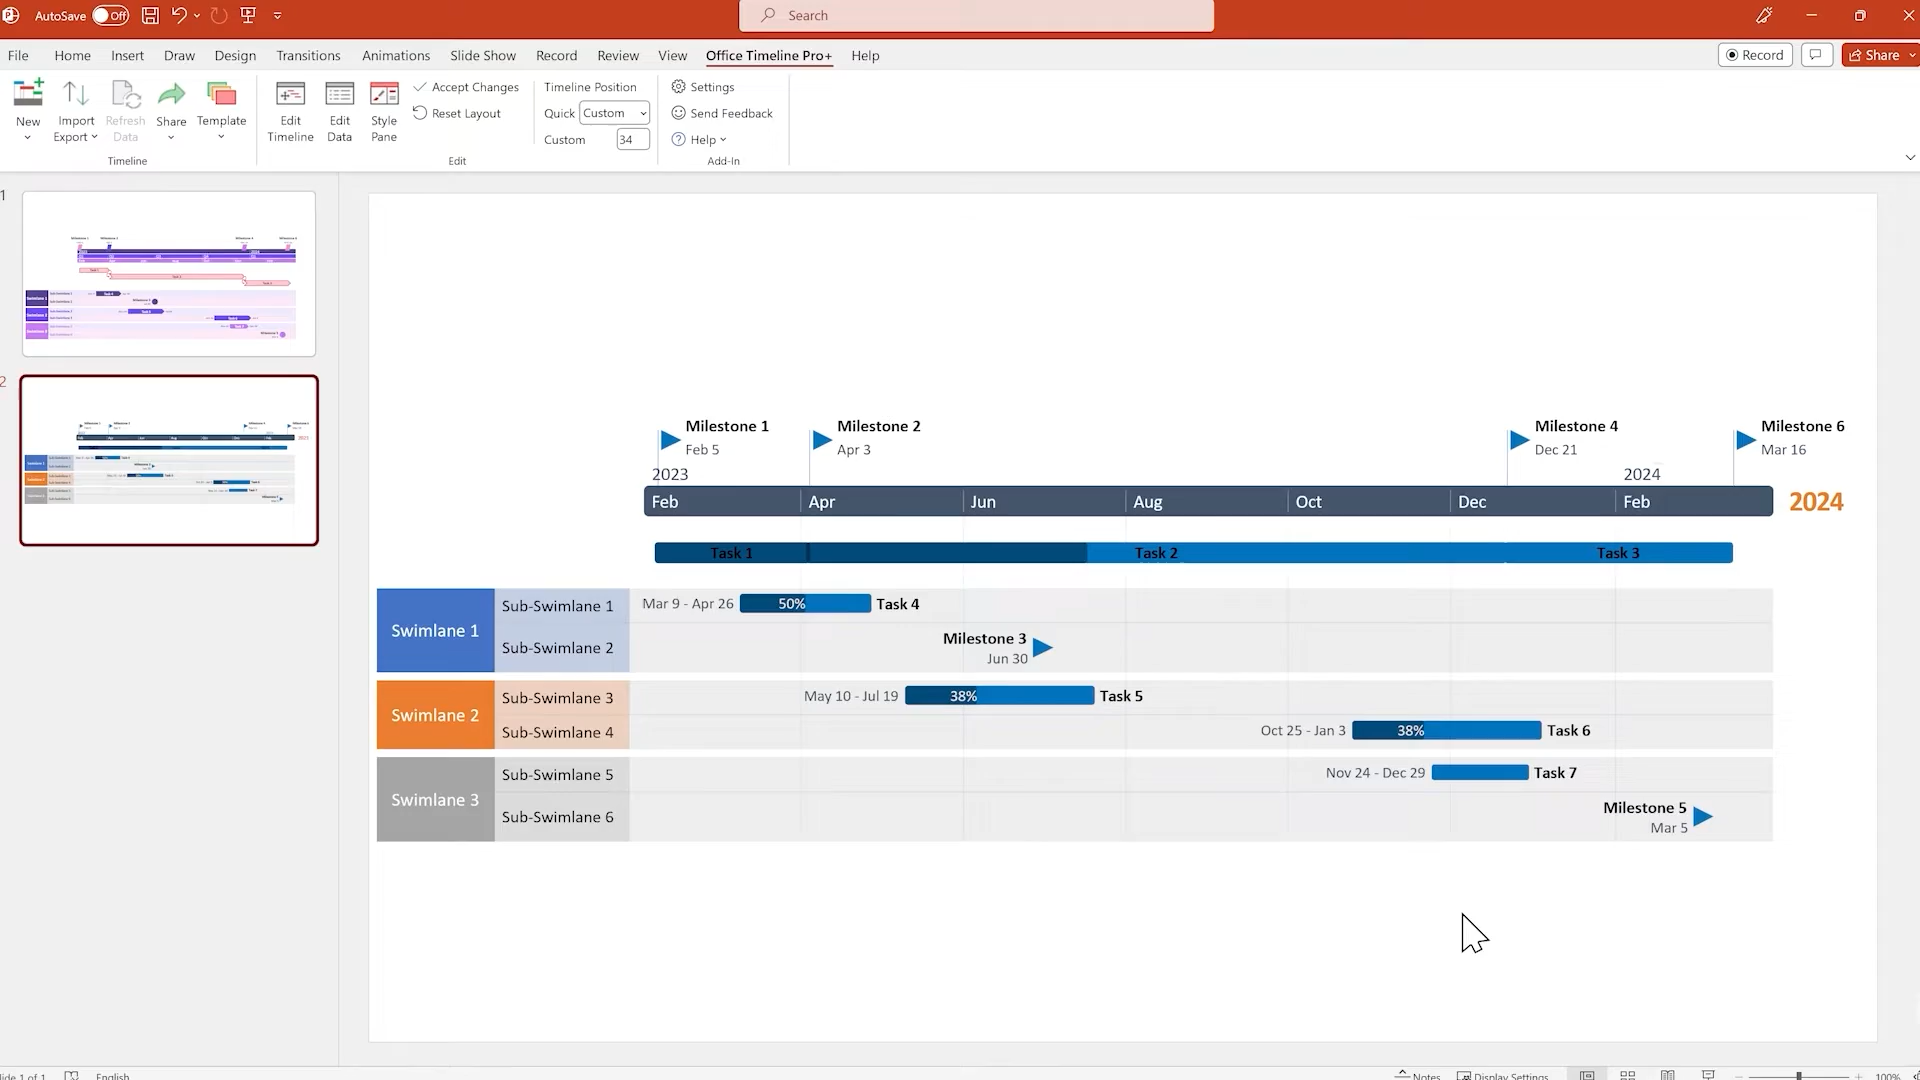 AutoSave Off
Search
File Home Insert Draw Design Transitions Animations Slide Show Record Review View Office Timeline Pro+ Help
Record Share
New
Import Export
Refresh Data
Share
Template
Timeline
Edit Timeline
Edit Data
Style Pane
Accept Changes
Reset Layout
Edit
Timeline Position
Quick Custom
Custom 34
Settings
Send Feedback
Help
Add-In
1
2
Milestone 1
Feb 5
Milestone 2
Apr 3
Milestone 4
Dec 21
Milestone 6
Mar 16
2023
2024
Feb Apr Jun Aug Oct Dec Feb 2024
Task 1 Task 2 Task 3
Swimlane 1
Sub-Swimlane 1
Mar 9 - Apr 26 50% Task 4
Sub-Swimlane 2
Milestone 3
Jun 30
Swimlane 2
Sub-Swimlane 3
May 10 - Jul 19 38% Task 5
Sub-Swimlane 4
Oct 25 - Jan 3 38% Task 6
Swimlane 3
Sub-Swimlane 5
Nov 24 - Dec 29 Task 7
Sub-Swimlane 6
Milestone 5
Mar 5
lide 1 of 1 English Notes Display Settings 100%